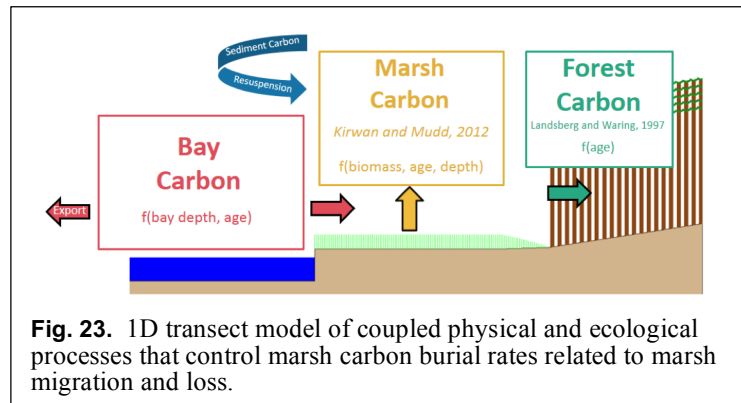 Sediment Carbon
Resuspension
Marsh
Carbon
Kirwan and Mudd, 2012
f(biomass, age, depth)
Forest
Carbon
Landsberg and Waring, 1997
f(age)
Bay
Carbon
f(bay depth, age)
Export
Fig. 23. 1D transect model of coupled physical and ecological
processes that control marsh carbon burial rates related to marsh
migration and loss.